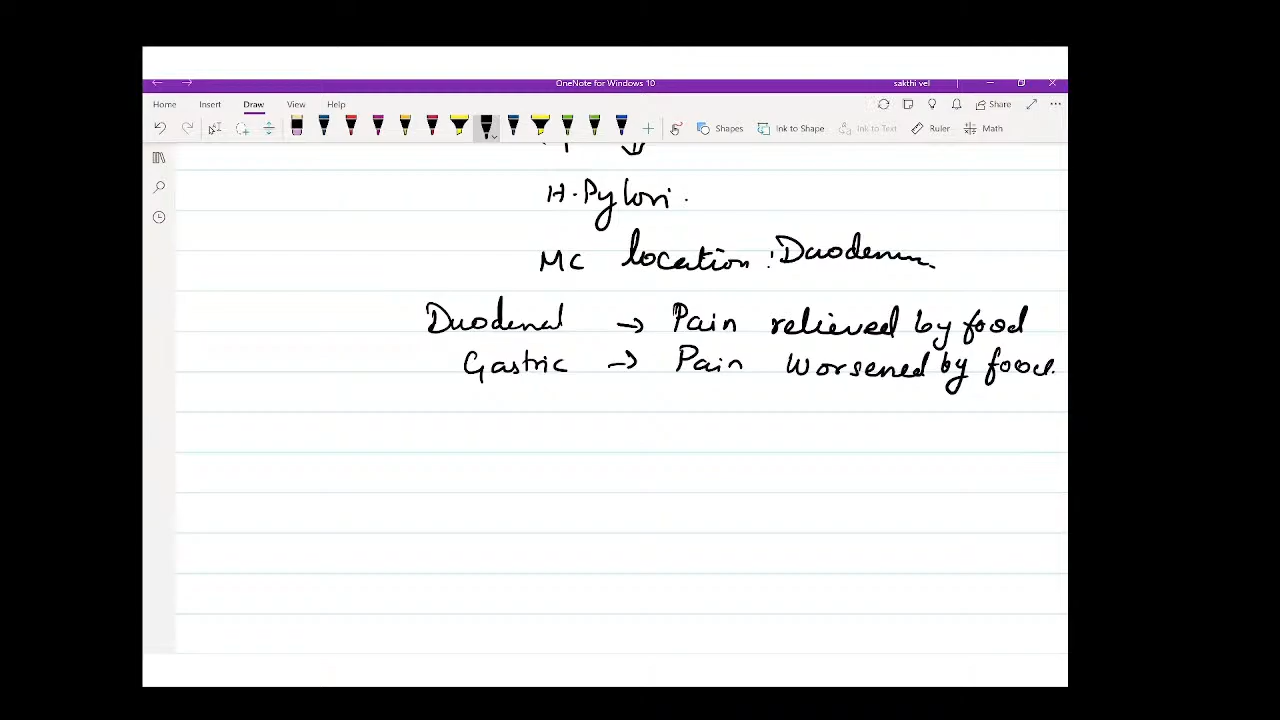 OneNote for Windows 10
sakthi vel
Home Insert Draw View Help
Share
Shapes Ink to Shape Ink to Text Ruler Math
H. Pylori.
MC location : Duodenum
Duodenal → Pain relieved by food
Gastric → Pain worsened by food.